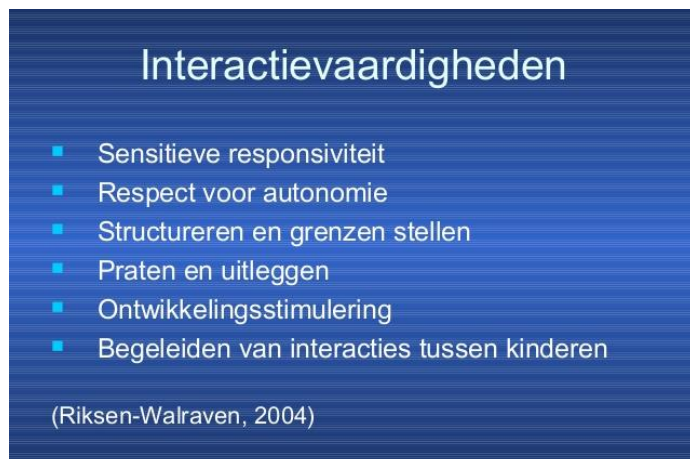 Interactievaardigheden
Sensitieve responsiviteit
Respect voor autonomie
Structureren en grenzen stellen
Praten en uitleggen
Ontwikkelingsstimulering
Begeleiden van interacties tussen kinderen
(Riksen-Walraven, 2004)